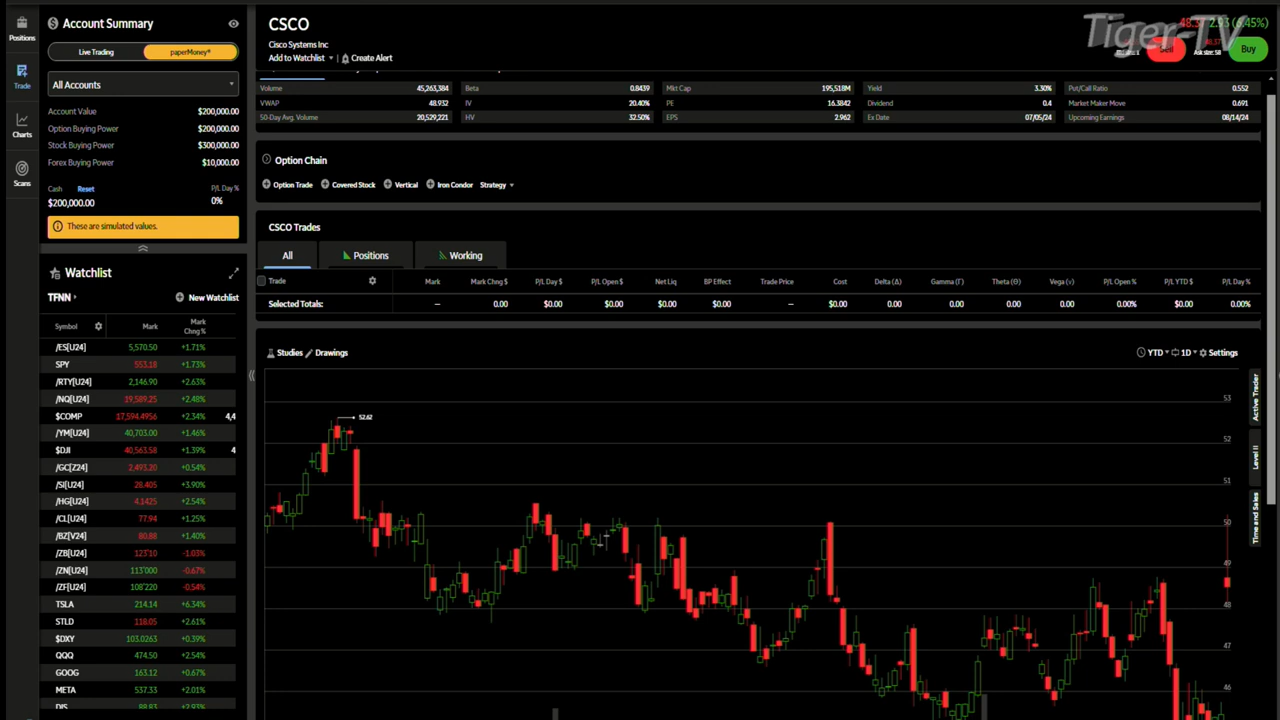 Positions
Trade
Charts
Scans
Account Summary
Live Trading
paperMoney®
All Accounts
Account Value $200,000.00
Option Buying Power $200,000.00
Stock Buying Power $300,000.00
Forex Buying Power $10,000.00
Cash Reset P/L Day %
$200,000.00 0%
These are simulated values.
Watchlist
TFNN New Watchlist
Symbol Mark Mark Chng %
/ES[U24] 5,570.50 +1.71%
SPY 553.18 +1.73%
/RTY[U24] 2,146.90 +2.63%
/NQ[U24] 19,589.25 +2.48%
$COMP 17,594.4956 +2.34% 4,4
/YM[U24] 40,703.00 +1.46%
$DJI 40,563.58 +1.39% 4
/GC[Z24] 2,493.20 +0.54%
/SI[U24] 28.405 +3.90%
/HG[U24] 4.1425 +2.54%
/CL[U24] 77.94 +1.25%
/BZ[V24] 80.88 +1.40%
/ZB[U24] 123'10 -1.03%
/ZN[U24] 113'000 -0.67%
/ZF[U24] 108'220 -0.54%
TSLA 214.14 +6.34%
STLD 118.05 +2.61%
$DXY 103.0263 +0.39%
QQQ 474.50 +2.54%
GOOG 163.12 +0.67%
META 537.33 +2.01%
DIS 88.83 +2.93%
CSCO
Cisco Systems Inc
Add to Watchlist Create Alert
Tiger-TV
2.93 (6.45%)
Sell
Buy
Volume 45,263,384 Beta 0.8439 Mkt Cap 195,518M Yield 3.30% Put/Call Ratio 0.552
VWAP 48.932 IV 20.40% PE 16.3842 Dividend 0.4 Market Maker Move 0.691
50-Day Avg. Volume 20,529,221 HV 32.50% EPS 2.962 Ex Date 07/05/24 Upcoming Earnings 08/14/24
Option Chain
Option Trade Covered Stock Vertical Iron Condor Strategy
CSCO Trades
All Positions Working
Trade Mark Mark Chng $ P/L Day $ P/L Open $ Net Liq BP Effect Trade Price Cost Delta (Δ) Gamma (Γ) Theta (Θ) Vega (ν) P/L Open % P/L YTD $ P/L Day %
Selected Totals: -- 0.00 $0.00 $0.00 $0.00 $0.00 -- $0.00 0.00 0.00 0.00 0.00 0.00% $0.00 0.00%
Studies Drawings YTD 1D Settings
52.62
53
52
51
50
49
48
47
46
Active Trader
Level II
Time and Sales